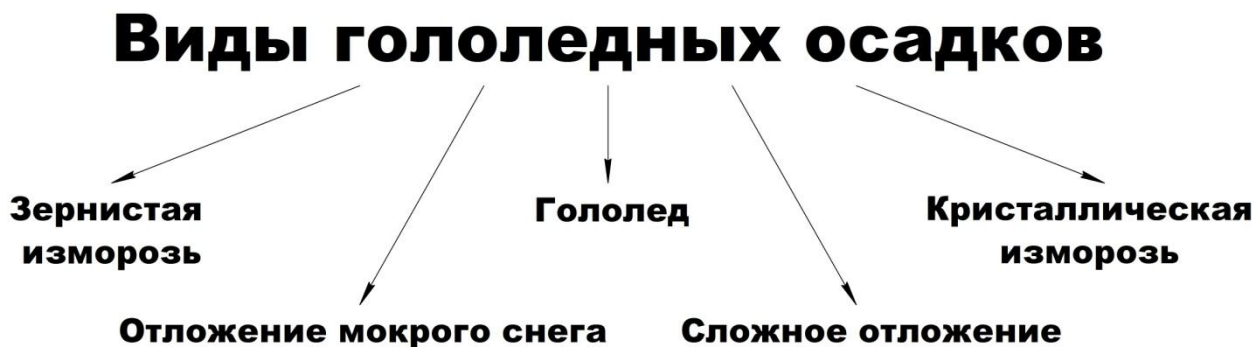 Виды гололедных осадков
Зернистая
изморозь
Гололед
Кристаллическая
изморозь
Отложение мокрого снега
Сложное отложение